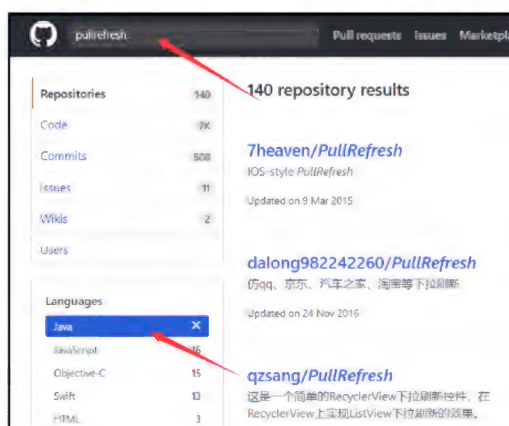 pullrefresh
Pull requests Issues
Repositories 140
Code 7K
Commits 508
Issues 11
Wikis 2
Users
Languages
Java ×
JavaScript 16
Objective-C 15
Swift 13
HTML 3
140 repository results
7heaven/PullRefresh
IOS-style PullRefresh
Updated on 9 Mar 2015
dalong982242260/PullRefresh
仿qq、京东、汽车之家、淘宝等下拉刷新
Updated on 24 Nov 2016
qzsang/PullRefresh
这是一个简单的RecyclerView下拉刷新控件，在
RecyclerView上实现ListView下拉刷新的效果。